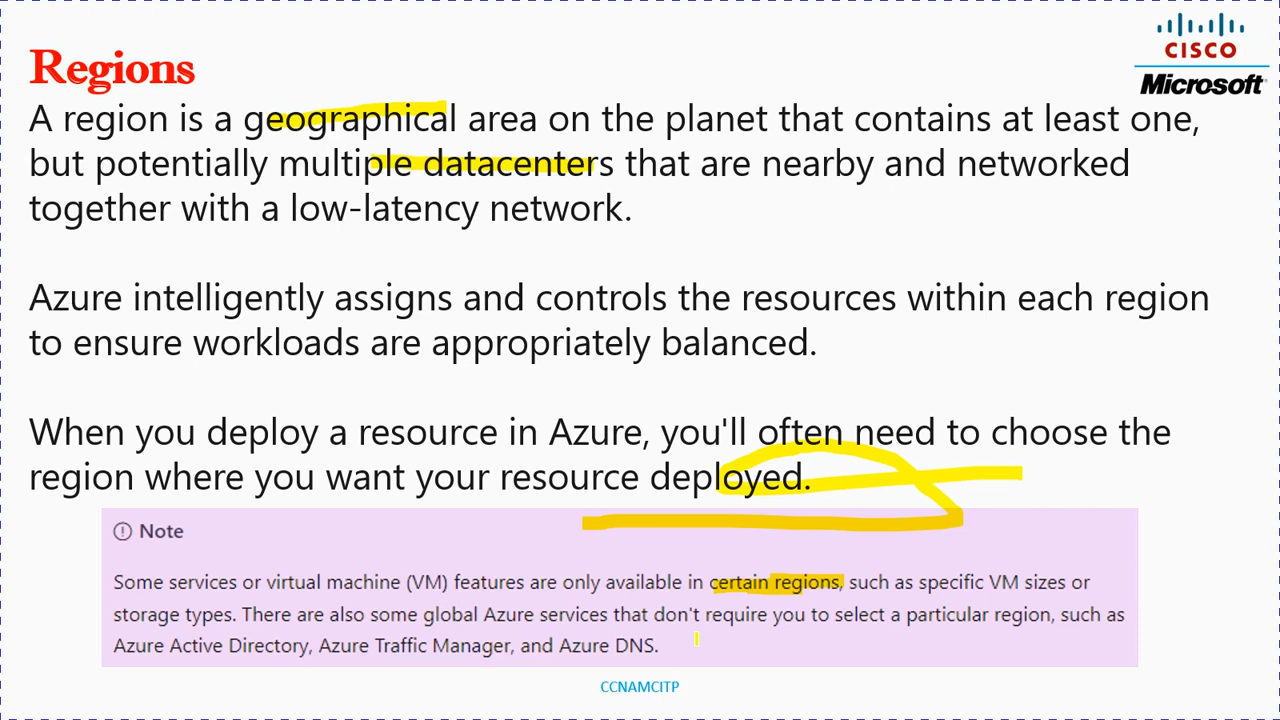 CISCO
Microsoft
Regions
A region is a geographical area on the planet that contains at least one,
but potentially multiple datacenters that are nearby and networked
together with a low-latency network.
Azure intelligently assigns and controls the resources within each region
to ensure workloads are appropriately balanced.
When you deploy a resource in Azure, you'll often need to choose the
region where you want your resource deployed.
Note
Some services or virtual machine (VM) features are only available in certain regions, such as specific VM sizes or
storage types. There are also some global Azure services that don't require you to select a particular region, such as
Azure Active Directory, Azure Traffic Manager, and Azure DNS.
CCNAMCITP